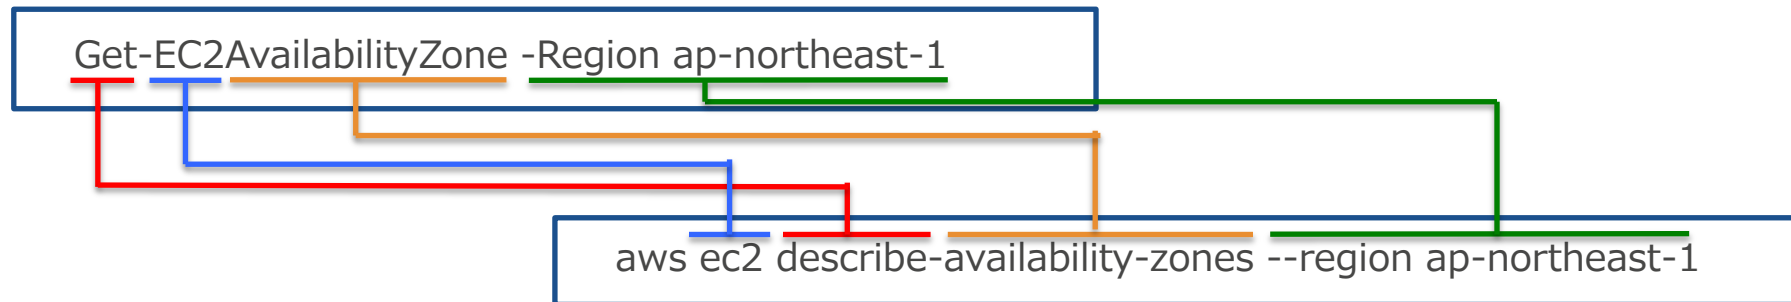 Get-EC2AvailabilityZone -Region ap-northeast-1
aws ec2 describe-availability-zones --region ap-northeast-1